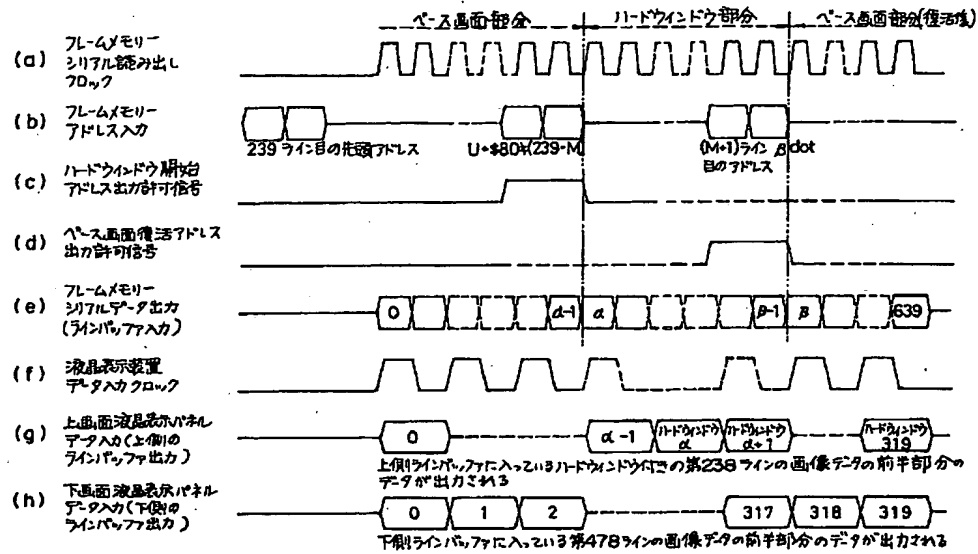 ベース画面部分 ハードウインドウ部分 ベース画面部分(復活後)
(a) フレームメモリー
シリアル読み出し
クロック
(b) フレームメモリー
アドレス入力
239 ライン目の先頭アドレス U+$80*(239-M) (M+1)ライン β dot
目のアドレス
(c) ハードウインドウ開始
アドレス出力許可信号
(d) ベース画面復活アドレス
出力許可信号
(e) フレームメモリー
シリアルデータ出力
(ラインバッファ入力)
0 α-1 α β-1 β 639
(f) 液晶表示装置
データ入力クロック
(g) 上画面液晶表示パネル
データ入力(上側の
ラインバッファ出力)
0 α-1 ハードウインドウ α ハードウインドウ α+1 ハードウインドウ 319
上側ラインバッファに入っているハードウィンドウ付きの第238ラインの画像データの前半部分の
データが出力される
(h) 下画面液晶表示パネル
データ入力(下側の
ラインバッファ出力)
0 1 2 317 318 319
下側ラインバッファに入っている第478ラインの画像データの前半部分のデータが出力される